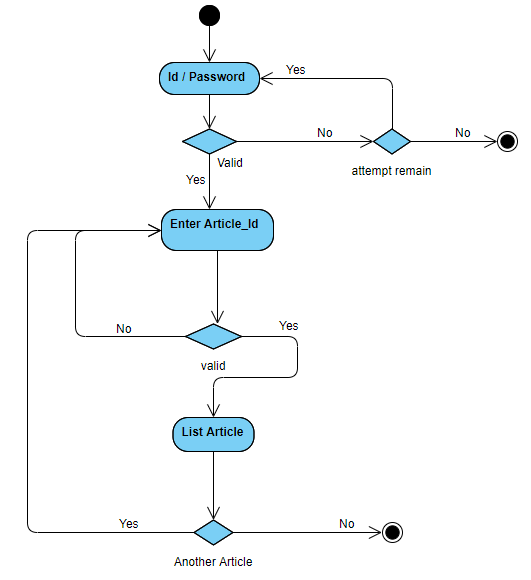 Id / Password
Yes
Valid
No
No
attempt remain
Yes
Enter Article_Id
No
Yes
valid
List Article
Yes
No
Another Article